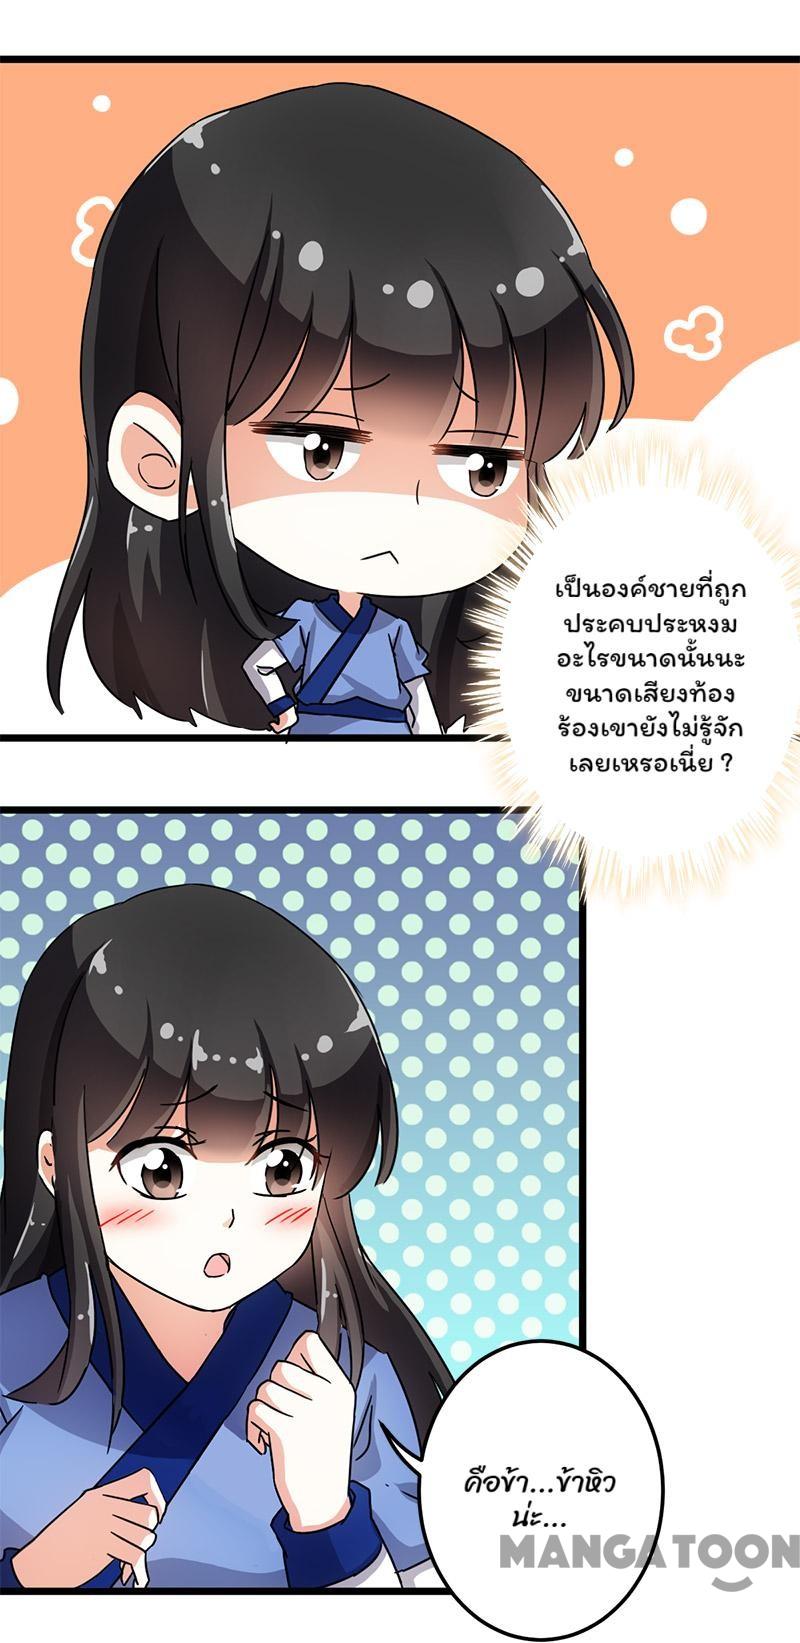 เป็นองค์ชายที่ถูก
ประคบประหงม
อะไรขนาดนั้นนะ
ขนาดเสียงท้อง
ร้องเขายังไม่รู้จัก
เลยเหรอเนี่ย ?
คือข้า...ข้าหิว
น่ะ...
MANGATOON